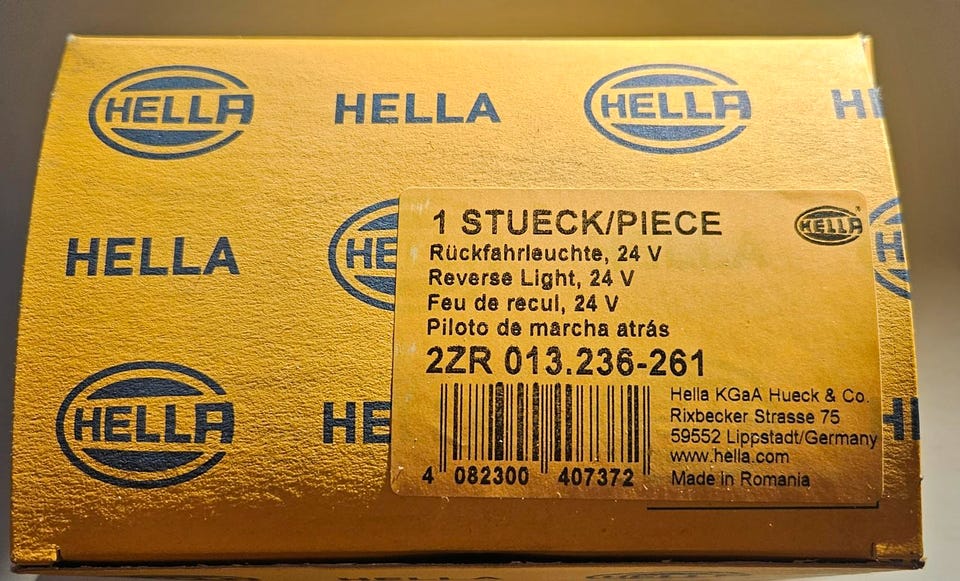 HELLA HELLA HELLA
HELLA
1 STUECK/PIECE
HELLA
Rückfahrleuchte, 24 V
Reverse Light, 24 V
Feu de recul, 24 V
Piloto de marcha atrás
2ZR 013.236-261
Hella KGaA Hueck & Co.
Rixbecker Strasse 75
59552 Lippstadt/Germany
www.hella.com
Made in Romania
4 082300 407372
HELLA